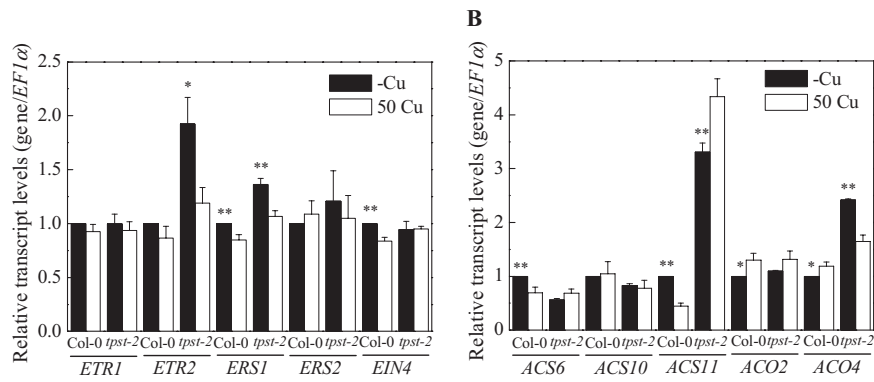 B
Relative transcript levels (gene/EF1α)
2.5
2.0
1.5
1.0
0.5
0.0
-Cu
50 Cu
*
**
**
**
Col-0 tpst-2 Col-0 tpst-2 Col-0 tpst-2 Col-0 tpst-2 Col-0 tpst-2
ETR1 ETR2 ERS1 ERS2 EIN4
Relative transcript levels (gene/EF1α)
5
4
3
2
1
0
-Cu
50 Cu
**
**
**
*
*
**
Col-0 tpst-2 Col-0 tpst-2 Col-0 tpst-2 Col-0 tpst-2 Col-0 tpst-2
ACS6 ACS10 ACS11 ACO2 ACO4